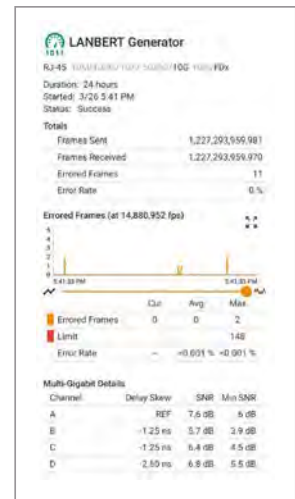 LANBERT Generator
RJ-45 10G FDx
Duration: 24 hours
Started: 3/26 5:41 PM
Status: Success
Totals
Frames Sent 1,227,293,959,981
Frames Received 1,227,293,959,970
Errored Frames 11
Error Rate 0 %
Errored Frames (at 14,880,952 fps)
5
4
3
2
1
0
5:41:33 PM 5:41:33 PM
Cur Avg Max
Errored Frames 0 0 2
Limit 148
Error Rate -- <0.001 % <0.001 %
Multi-Gigabit Details
Channel Delay Skew SNR Min SNR
A REF 7.6 dB 6 dB
B -1.25 ns 5.7 dB 3.9 dB
C -1.25 ns 6.4 dB 4.5 dB
D -2.50 ns 6.8 dB 5.5 dB